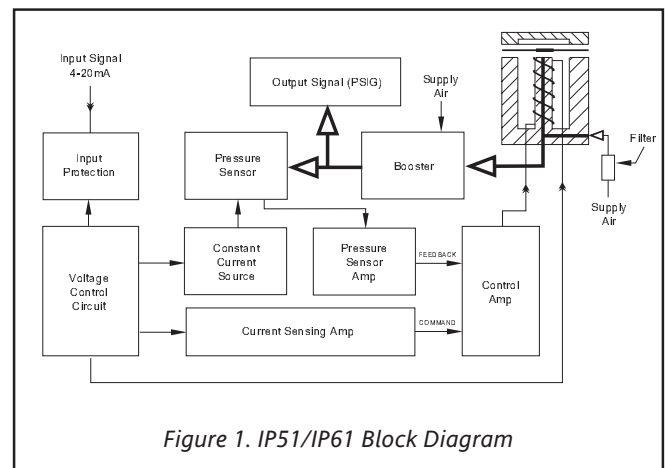 Input Signal
4-20mA
Output Signal (PSIG)
Supply
Air
Filter
Input
Protection
Pressure
Sensor
Booster
Supply
Air
Voltage
Control
Circuit
Constant
Current
Source
Pressure
Sensor
Amp
FEEDBACK
Control
Amp
Current Sensing Amp
COMMAND
Figure 1. IP51/IP61 Block Diagram